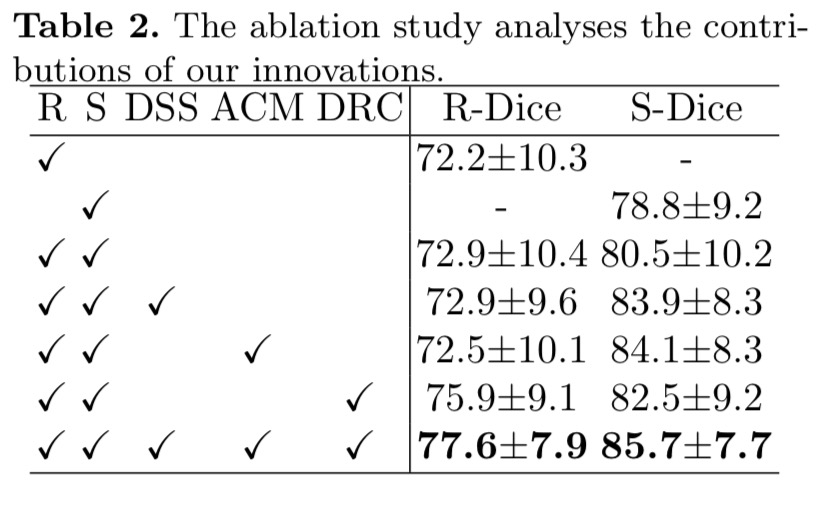 Table 2. The ablation study analyses the contri-
butions of our innovations.
R S DSS ACM DRC R-Dice S-Dice
✓ 72.2±10.3 -
✓ - 78.8±9.2
✓ ✓ 72.9±10.4 80.5±10.2
✓ ✓ ✓ 72.9±9.6 83.9±8.3
✓ ✓ ✓ 72.5±10.1 84.1±8.3
✓ ✓ ✓ 75.9±9.1 82.5±9.2
✓ ✓ ✓ ✓ ✓ 77.6±7.9 85.7±7.7